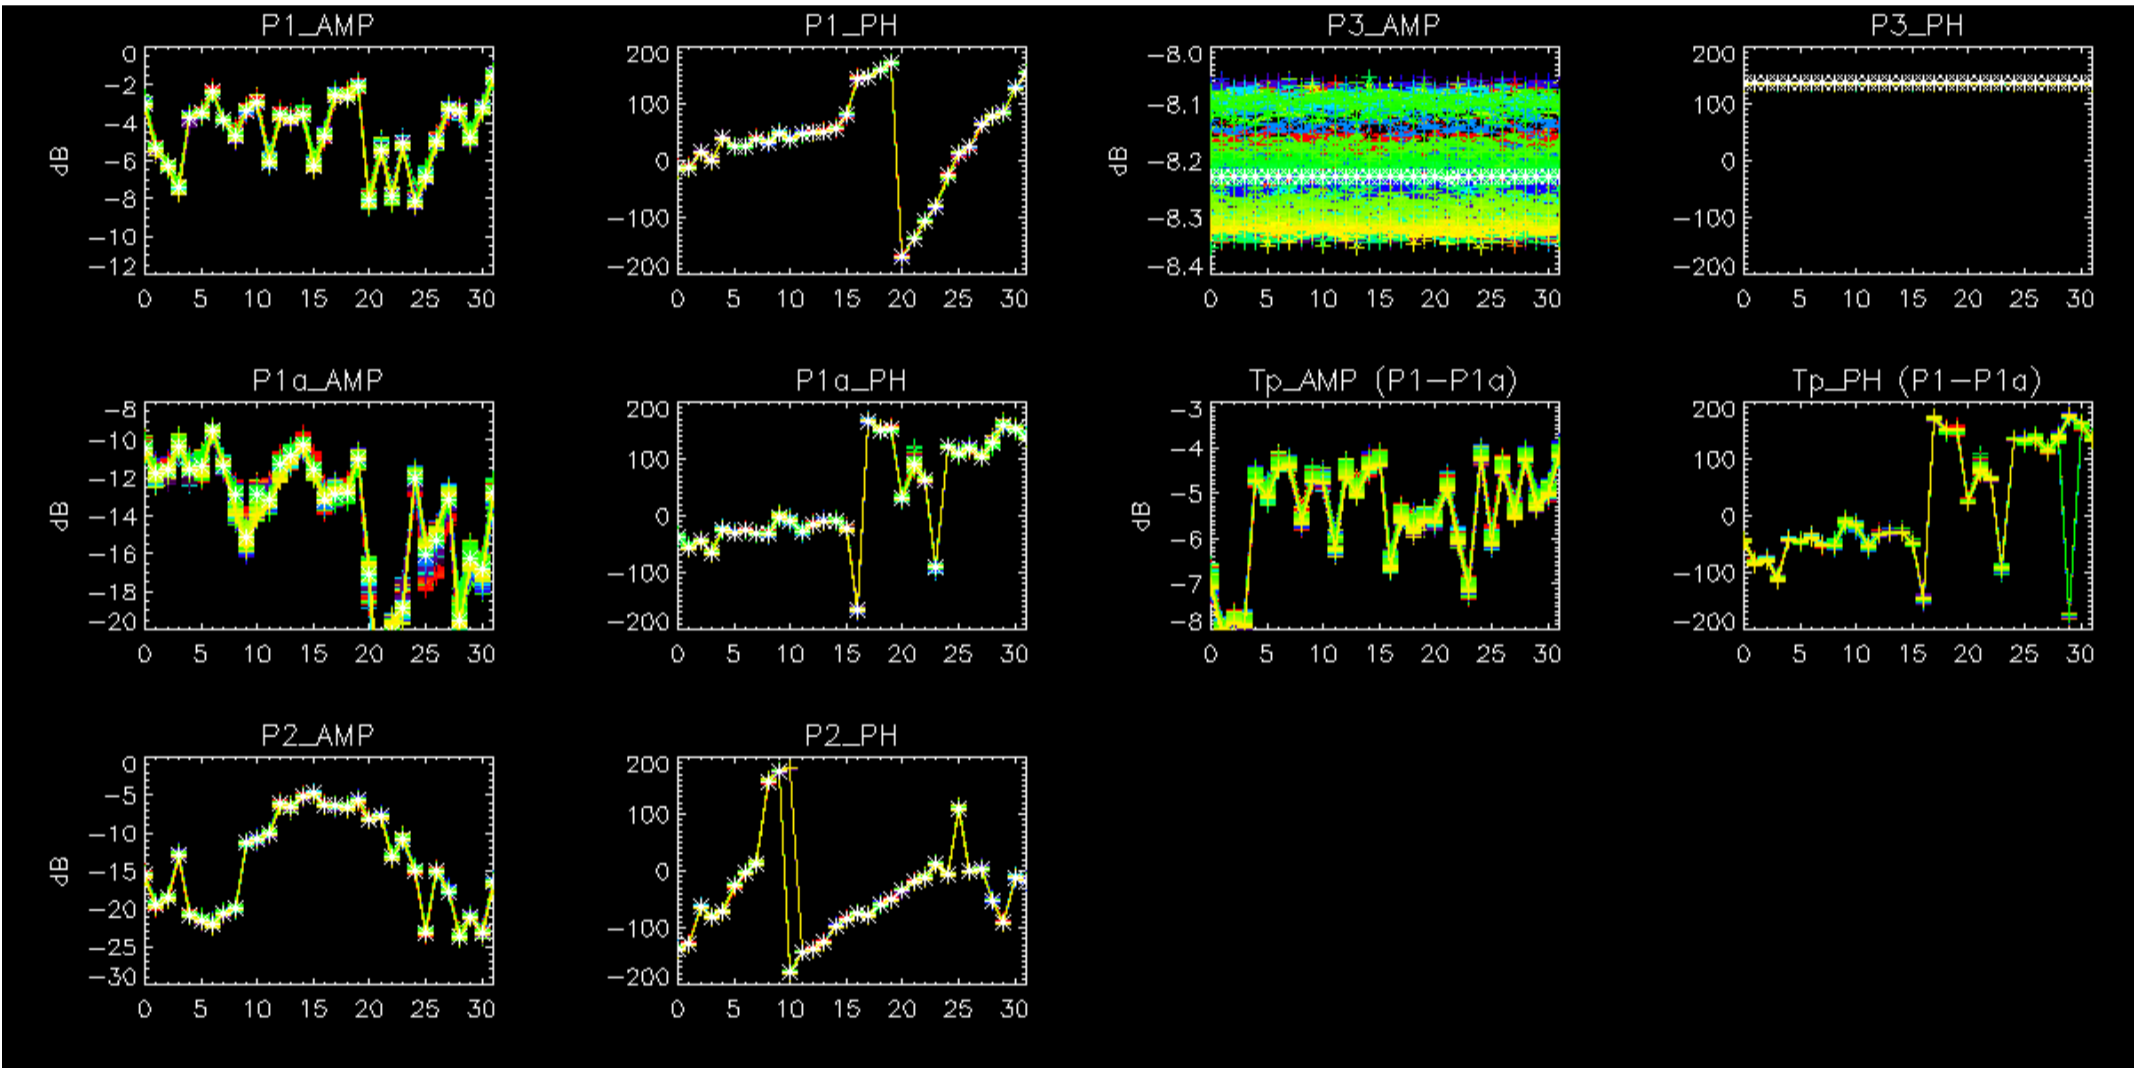 P1_AMP
0
-2
-4
-6
-8
-10
-12
dB
0 5 10 15 20 25 30
P1_PH
200
100
0
-100
-200
0 5 10 15 20 25 30
P3_AMP
-8.0
-8.1
-8.2
-8.3
-8.4
dB
0 5 10 15 20 25 30
P3_PH
200
100
0
-100
-200
0 5 10 15 20 25 30
P1a_AMP
-8
-10
-12
-14
-16
-18
-20
dB
0 5 10 15 20 25 30
P1a_PH
200
100
0
-100
-200
0 5 10 15 20 25 30
Tp_AMP (P1-P1a)
-3
-4
-5
-6
-7
-8
dB
0 5 10 15 20 25 30
Tp_PH (P1-P1a)
200
100
0
-100
-200
0 5 10 15 20 25 30
P2_AMP
0
-5
-10
-15
-20
-25
-30
dB
0 5 10 15 20 25 30
P2_PH
200
100
0
-100
-200
0 5 10 15 20 25 30